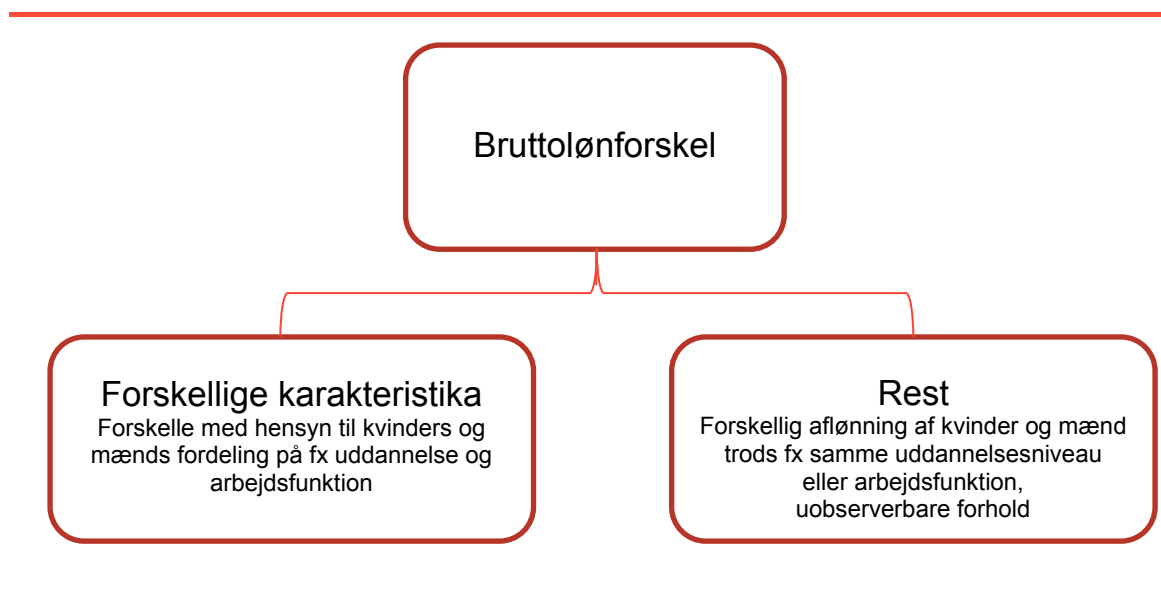 Bruttolønforskel
Forskellige karakteristika
Forskelle med hensyn til kvinders og
mænds fordeling på fx uddannelse og
arbejdsfunktion
Rest
Forskellig aflønning af kvinder og mænd
trods fx samme uddannelsesniveau
eller arbejdsfunktion,
uobserverbare forhold